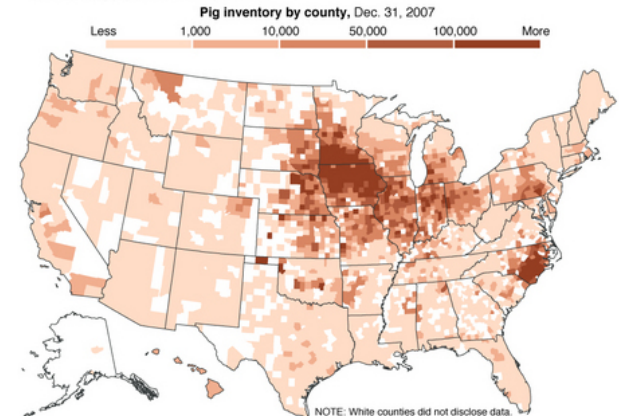 Pig inventory by county, Dec. 31, 2007
Less 1,000 10,000 50,000 100,000 More
NOTE: White counties did not disclose data.